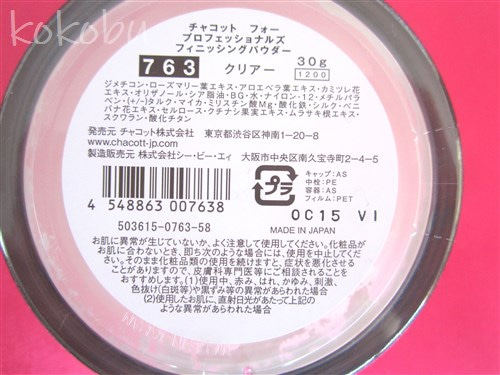 kokobu
チャコット フォー
プロフェッショナルズ
フィニッシングパウダー
763 クリアー 30g
1200
ジメチコン・ローズマリー葉エキス・アロエベラ葉エキス・カミツレ花
エキス・オリザノール・シア脂油・BG・水・ナイロン-12・メチルパラ
ベン・(+/-)タルク・マイカ・ミリスチン酸Mg・酸化鉄・シルク・ベニ
バナ花エキス・セルロース・クチナシ果実エキス・ムラサキ根エキス・
スクワラン・酸化チタン
発売元 チャコット株式会社 東京都渋谷区神南1-20-8
www.chacott-jp.com
製造販売元 株式会社シー・ビー・エィ 大阪市中央区南久宝寺町2-4-5
プラ
キャップ:AS
中栓:PE
容器:AS
フィルム:PET
4 548863 007638
503615-0763-58
OC15 VI
MADE IN JAPAN
お肌に異常が生じていないか、よく注意して使用してください。化粧品が
お肌に合わないとき、即ち次のような場合には、使用を中止してくださ
い。そのまま化粧品類の使用を続けますと、症状を悪化させる
ことがありますので、皮膚科専門医等にご相談されることを
おすすめします。(1)使用中、赤み、はれ、かゆみ、刺激、
色抜け(白斑等)や黒ずみ等の異常があらわれた場合
(2)使用したお肌に、直射日光があたって上記の
ような異常があらわれた場合